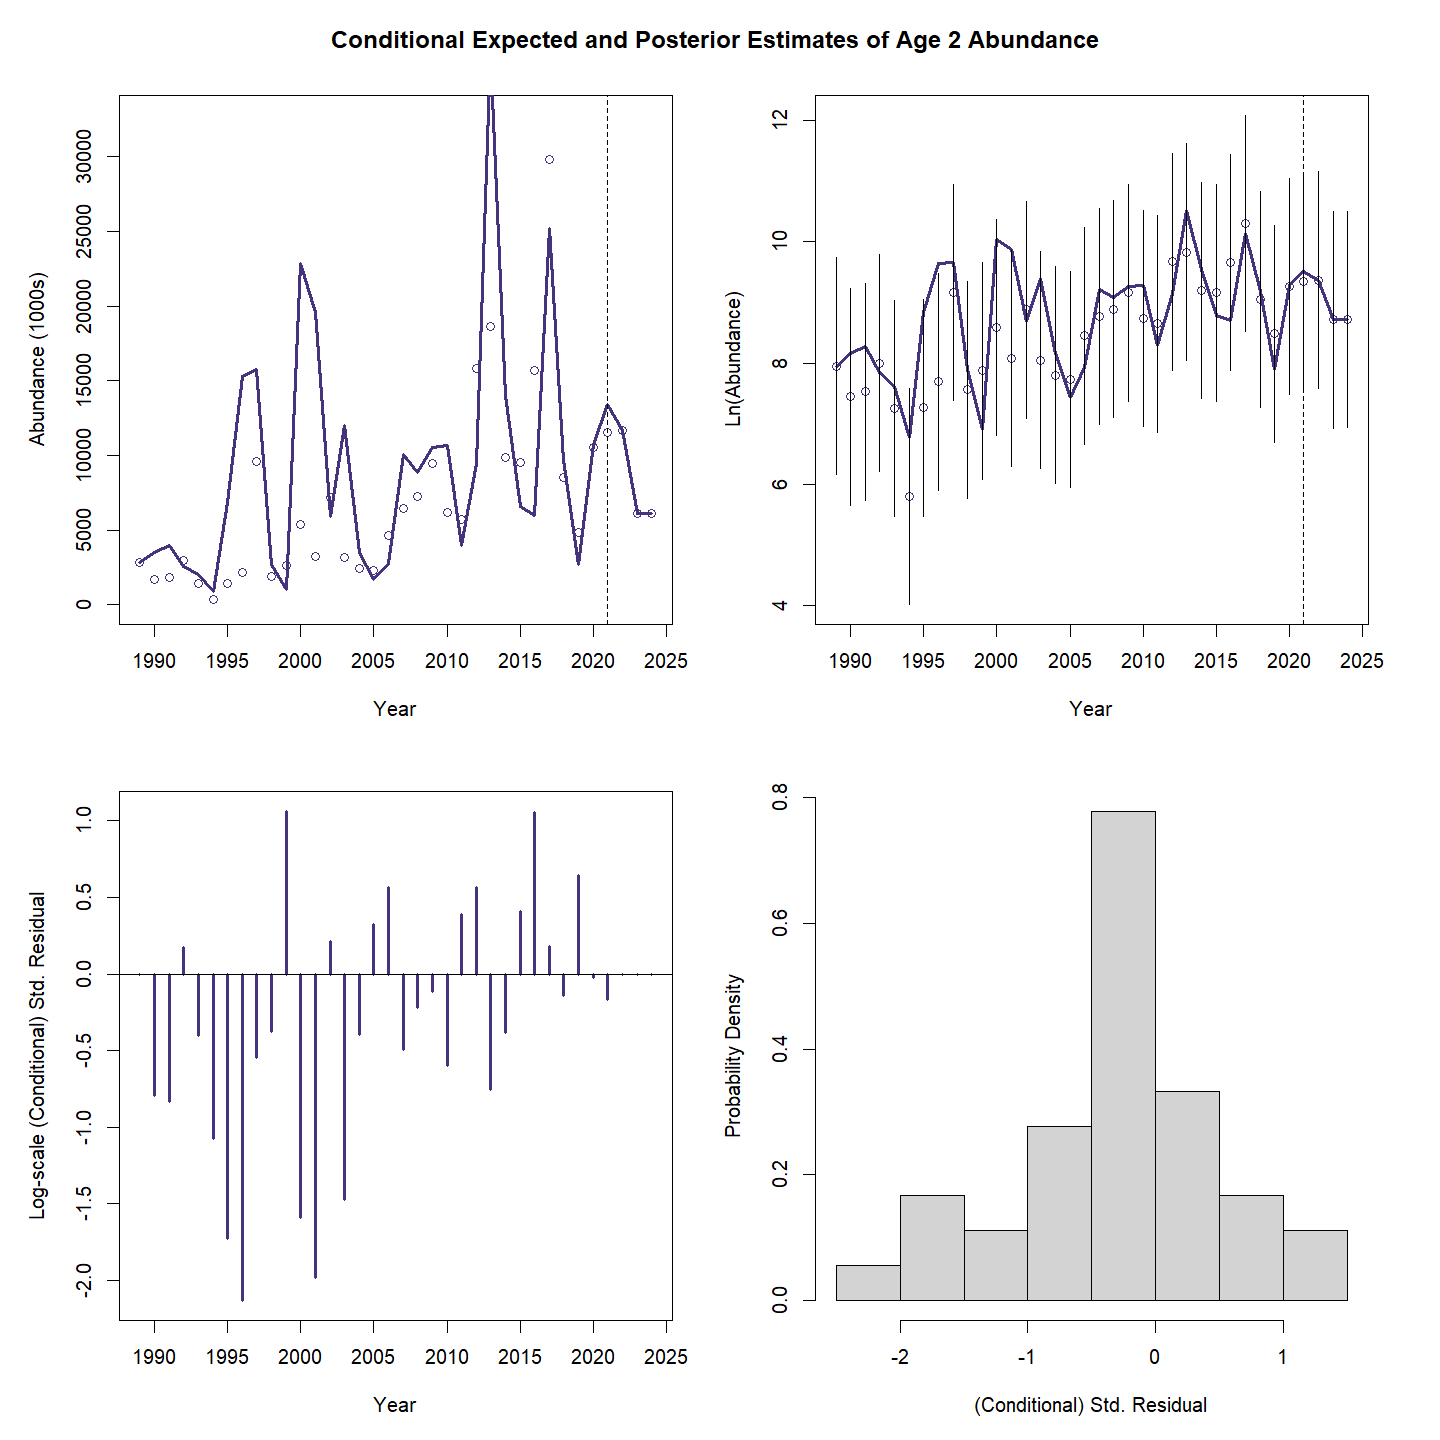 Conditional Expected and Posterior Estimates of Age 2 Abundance
Abundance (1000s)
0
5000
10000
15000
20000
25000
30000
1990 1995 2000 2005 2010 2015 2020 2025
Year
Ln(Abundance)
4
6
8
10
12
1990 1995 2000 2005 2010 2015 2020 2025
Year
Log-scale (Conditional) Std. Residual
-2.0
-1.5
-1.0
-0.5
0.0
0.5
1.0
1990 1995 2000 2005 2010 2015 2020 2025
Year
Probability Density
0.0
0.2
0.4
0.6
0.8
-2 -1 0 1
(Conditional) Std. Residual